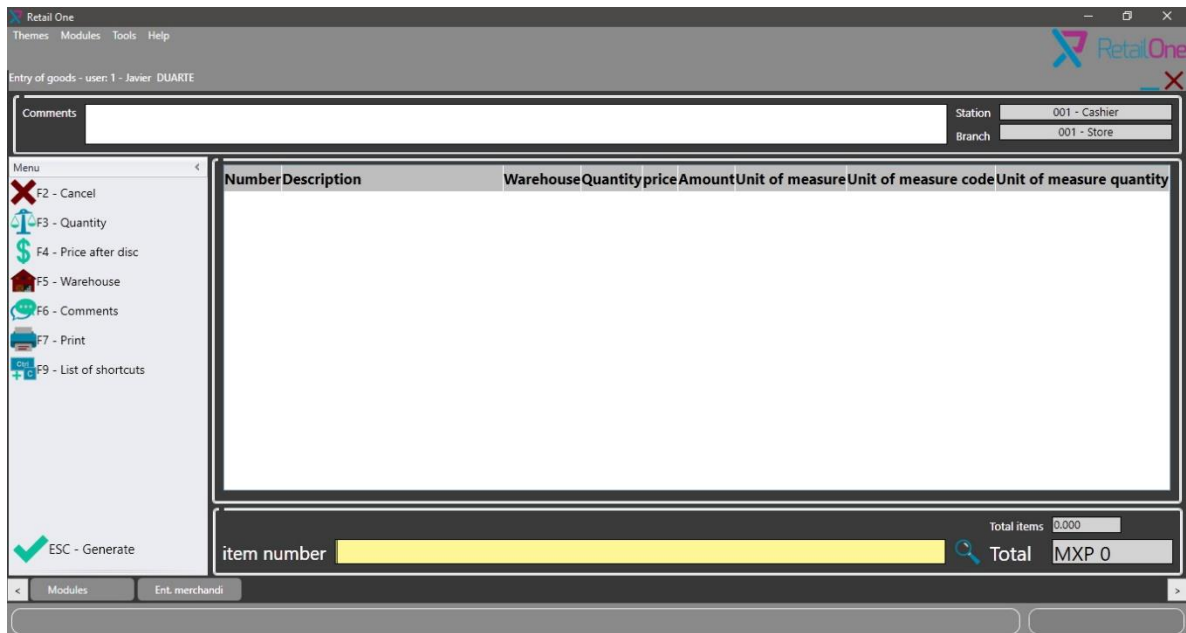 Retail One
Themes Modules Tools Help
RetailOne
Entry of goods - user: 1 - Javier DUARTE
Comments
Station 001 - Cashier
Branch 001 - Store
Menu <
Number Description Warehouse Quantity price Amount Unit of measure Unit of measure code Unit of measure quantity
F2 - Cancel
F3 - Quantity
F4 - Price after disc
F5 - Warehouse
F6 - Comments
F7 - Print
Ctrl + C F9 - List of shortcuts
ESC - Generate
Total items 0.000
item number Total MXP 0
< Modules Ent. merchandi >